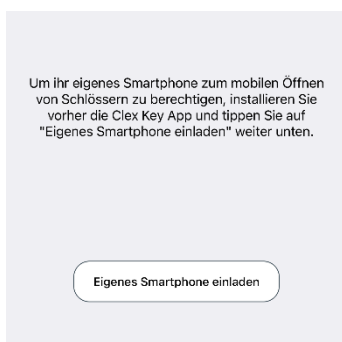 Um ihr eigenes Smartphone zum mobilen Öffnen
von Schlössern zu berechtigen, installieren Sie
vorher die Clex Key App und tippen Sie auf
"Eigenes Smartphone einladen" weiter unten.
Eigenes Smartphone einladen